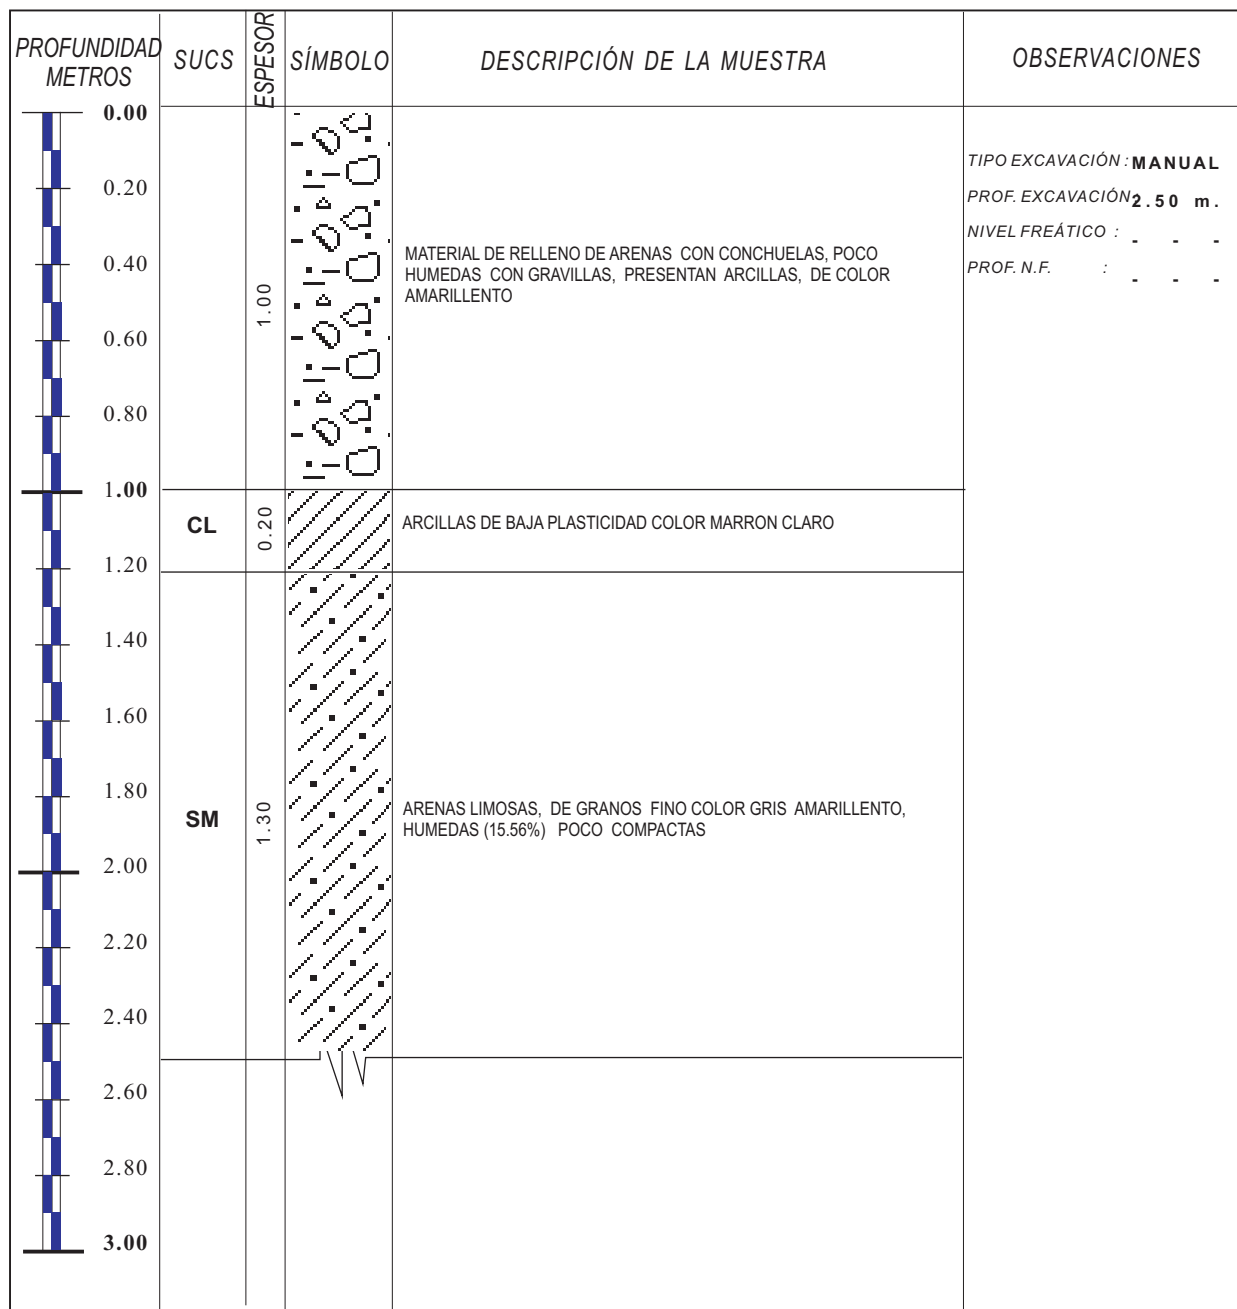 PROFUNDIDAD
METROS
SUCS
ESPESOR
SÍMBOLO
DESCRIPCIÓN DE LA MUESTRA
OBSERVACIONES
0.00
0.20
0.40
0.60
0.80
1.00
1.20
1.40
1.60
1.80
2.00
2.20
2.40
2.60
2.80
3.00
1.00
MATERIAL DE RELLENO DE ARENAS CON CONCHUELAS, POCO
HUMEDAS CON GRAVILLAS, PRESENTAN ARCILLAS, DE COLOR
AMARILLENTO
CL
0.20
ARCILLAS DE BAJA PLASTICIDAD COLOR MARRON CLARO
SM
1.30
ARENAS LIMOSAS, DE GRANOS FINO COLOR GRIS AMARILLENTO,
HUMEDAS (15.56%) POCO COMPACTAS
TIPO EXCAVACIÓN : MANUAL
PROF. EXCAVACIÓN: 2.50 m.
NIVEL FREÁTICO : - - -
PROF. N.F. : - - -